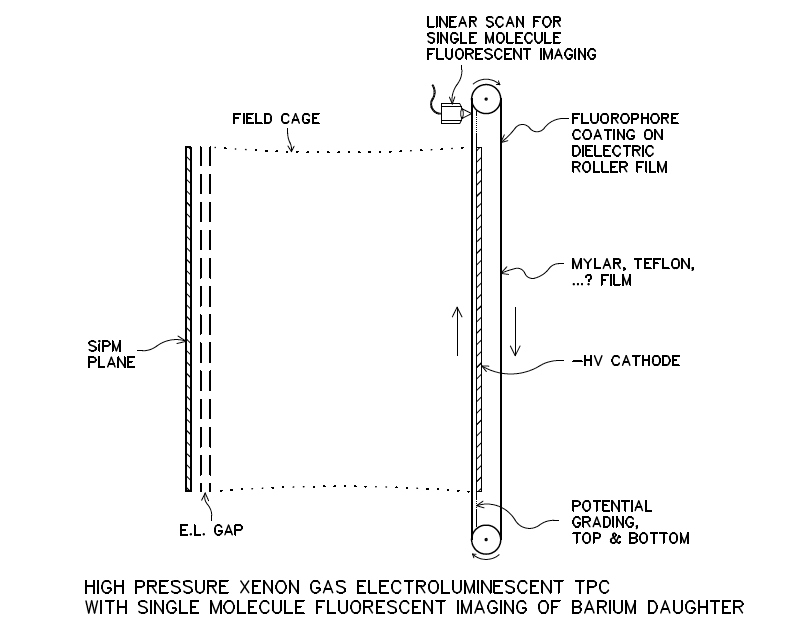 LINEAR SCAN FOR
SINGLE MOLECULE
FLUORESCENT IMAGING
FIELD CAGE
FLUOROPHORE
COATING ON
DIELECTRIC
ROLLER FILM
MYLAR, TEFLON,
...? FILM
SiPM
PLANE
−HV CATHODE
E.L. GAP
POTENTIAL
GRADING,
TOP & BOTTOM
HIGH PRESSURE XENON GAS ELECTROLUMINESCENT TPC
WITH SINGLE MOLECULE FLUORESCENT IMAGING OF BARIUM DAUGHTER